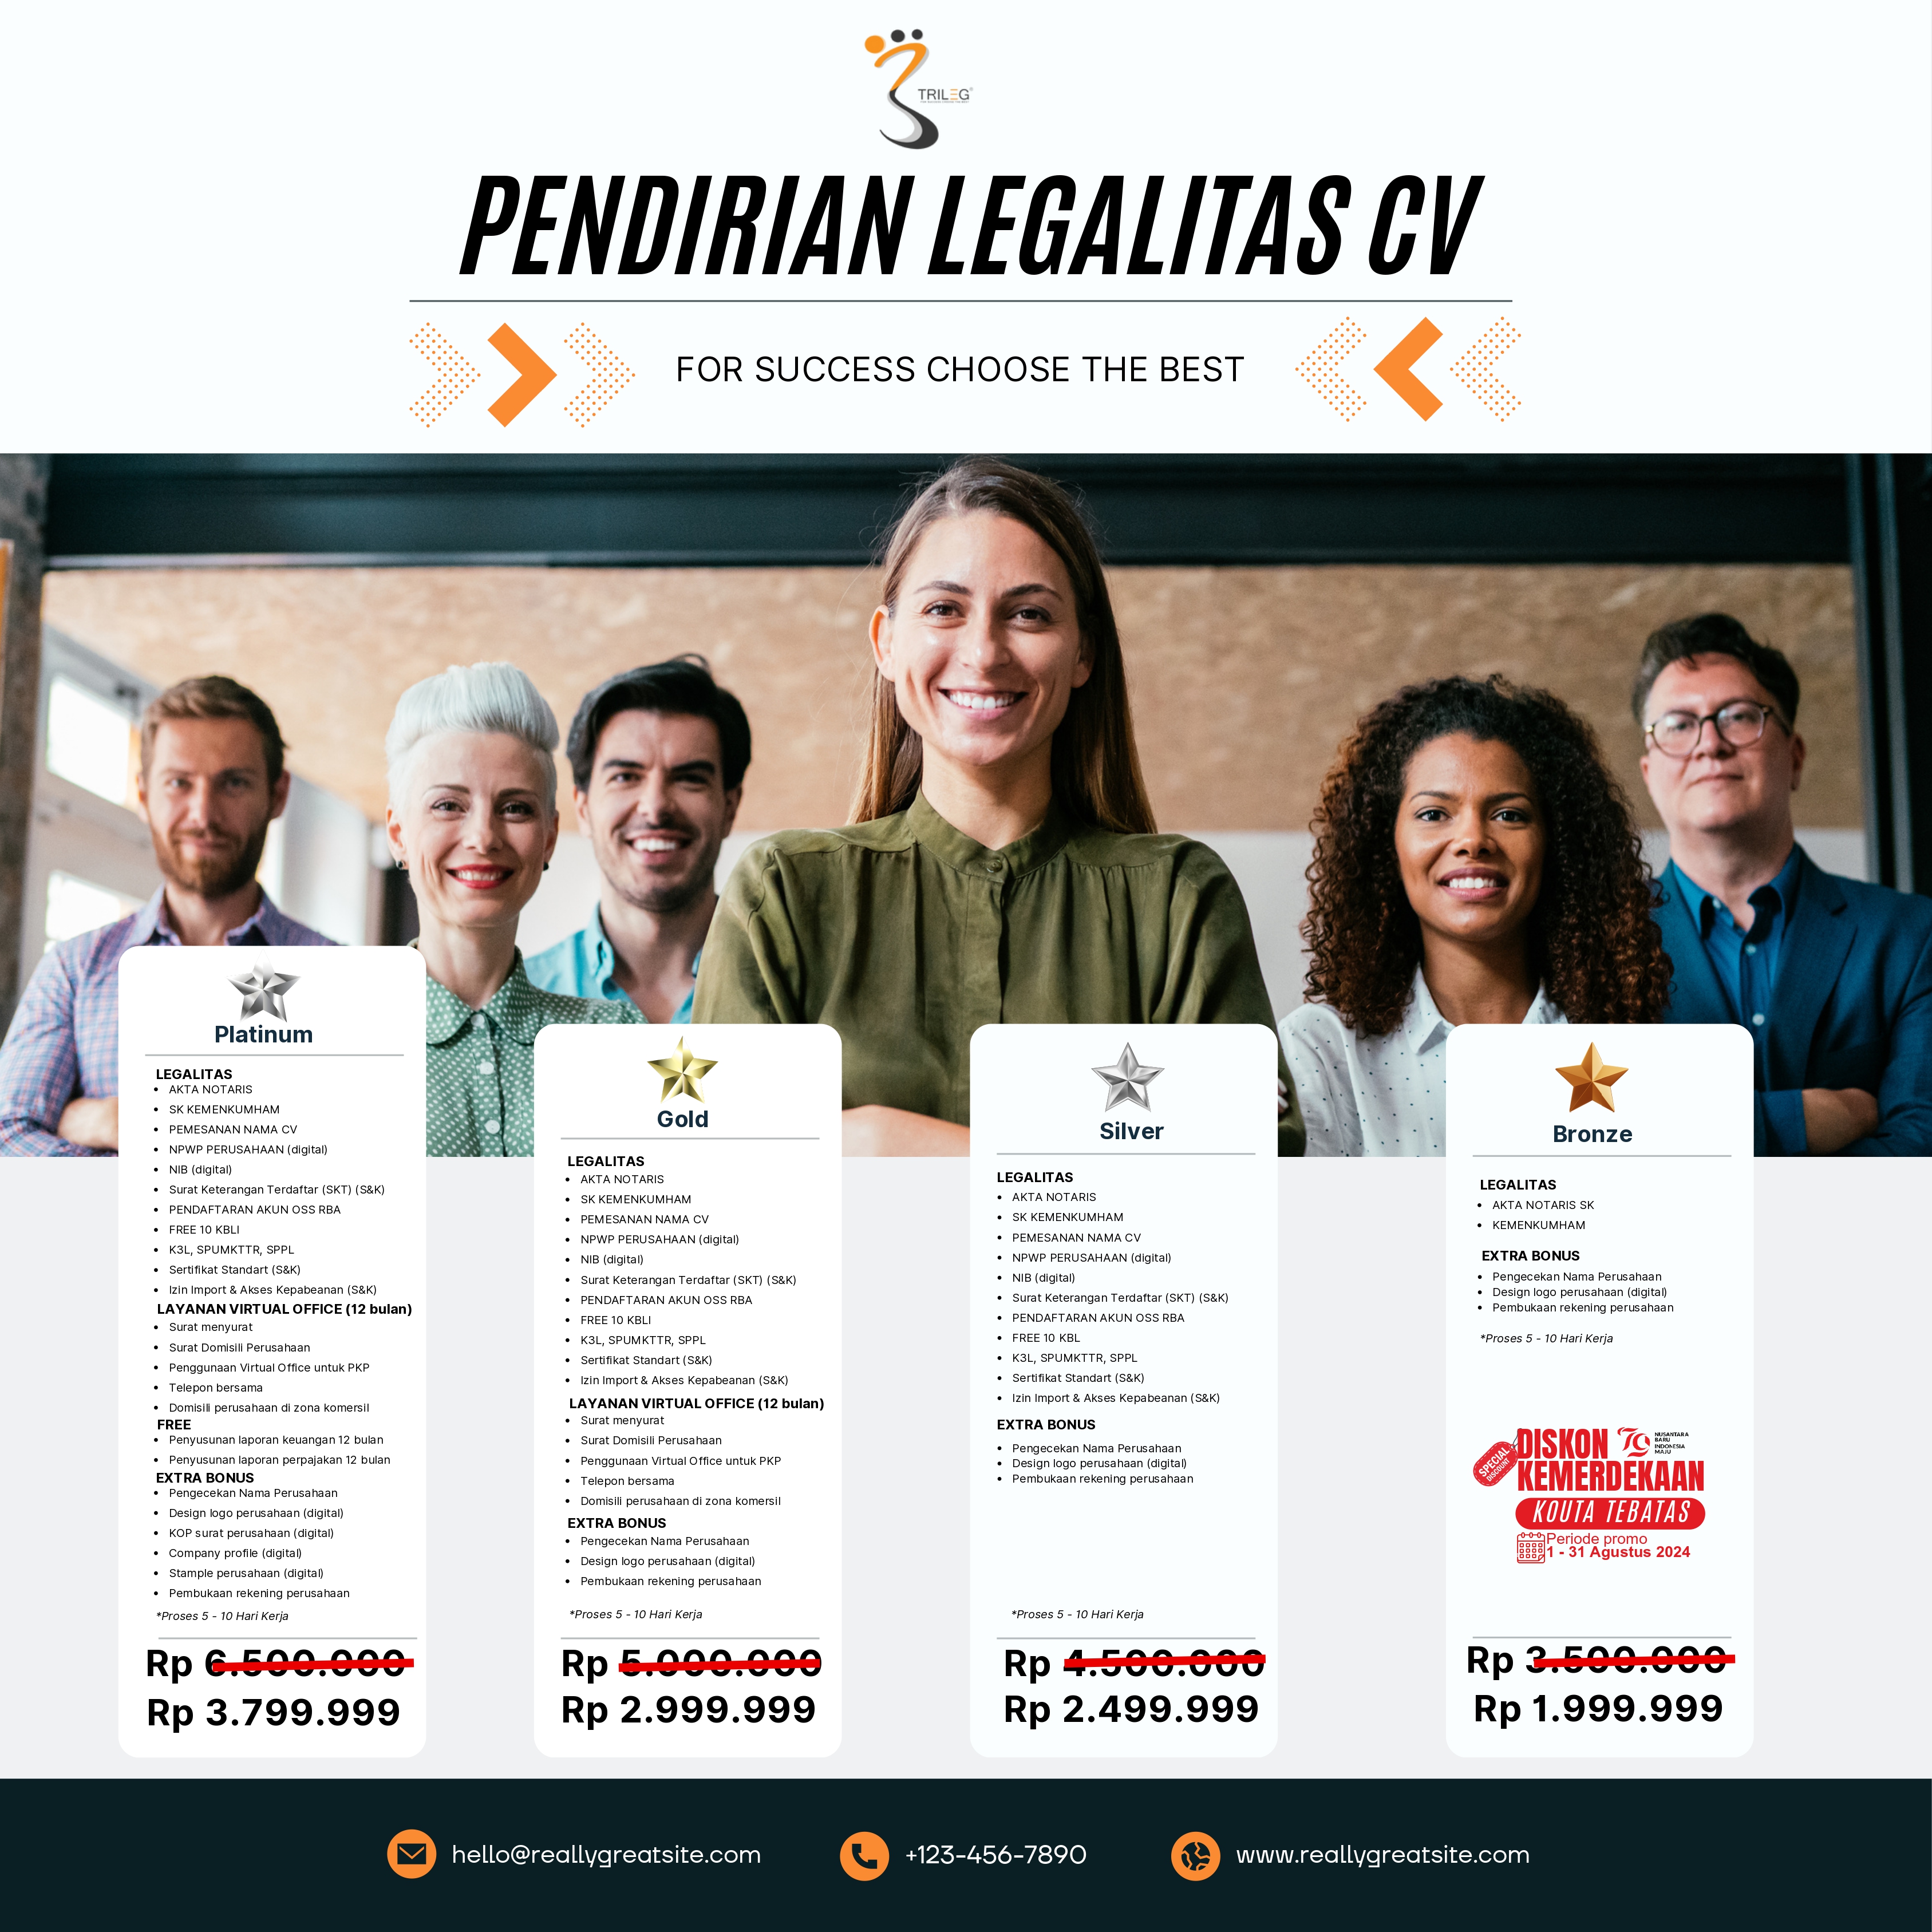 TRILEG
PENDIRIAN LEGALITAS CV
FOR SUCCESS CHOOSE THE BEST
Platinum
LEGALITAS
• AKTA NOTARIS
• SK KEMENKUMHAM
• PEMESANAN NAMA CV
• NPWP PERUSAHAAN (digital)
• NIB (digital)
• Surat Keterangan Terdaftar (SKT) (S&K)
• PENDAFTARAN AKUN OSS RBA
• FREE 10 KBLI
• K3L, SPUMKTTR, SPPL
• Sertifikat Standart (S&K)
• Izin Import & Akses Kepabeanan (S&K)
LAYANAN VIRTUAL OFFICE (12 bulan)
• Surat menyurat
• Surat Domisili Perusahaan
• Penggunaan Virtual Office untuk PKP
• Telepon bersama
• Domisili perusahaan di zona komersil
FREE
• Penyusunan laporan keuangan 12 bulan
• Penyusunan laporan perpajakan 12 bulan
EXTRA BONUS
• Pengecekan Nama Perusahaan
• Design logo perusahaan (digital)
• KOP surat perusahaan (digital)
• Company profile (digital)
• Stample perusahaan (digital)
• Pembukaan rekening perusahaan
*Proses 5 - 10 Hari Kerja
Rp 6.500.000
Rp 3.799.999
Gold
LEGALITAS
• AKTA NOTARIS
• SK KEMENKUMHAM
• PEMESANAN NAMA CV
• NPWP PERUSAHAAN (digital)
• NIB (digital)
• Surat Keterangan Terdaftar (SKT) (S&K)
• PENDAFTARAN AKUN OSS RBA
• FREE 10 KBLI
• K3L, SPUMKTTR, SPPL
• Sertifikat Standart (S&K)
• Izin Import & Akses Kepabeanan (S&K)
LAYANAN VIRTUAL OFFICE (12 bulan)
• Surat menyurat
• Surat Domisili Perusahaan
• Penggunaan Virtual Office untuk PKP
• Telepon bersama
• Domisili perusahaan di zona komersil
EXTRA BONUS
• Pengecekan Nama Perusahaan
• Design logo perusahaan (digital)
• Pembukaan rekening perusahaan
*Proses 5 - 10 Hari Kerja
Rp 5.000.000
Rp 2.999.999
Silver
LEGALITAS
• AKTA NOTARIS
• SK KEMENKUMHAM
• PEMESANAN NAMA CV
• NPWP PERUSAHAAN (digital)
• NIB (digital)
• Surat Keterangan Terdaftar (SKT) (S&K)
• PENDAFTARAN AKUN OSS RBA
• FREE 10 KBL
• K3L, SPUMKTTR, SPPL
• Sertifikat Standart (S&K)
• Izin Import & Akses Kepabeanan (S&K)
EXTRA BONUS
• Pengecekan Nama Perusahaan
• Design logo perusahaan (digital)
• Pembukaan rekening perusahaan
*Proses 5 - 10 Hari Kerja
Rp 4.500.000
Rp 2.499.999
Bronze
LEGALITAS
• AKTA NOTARIS SK
• KEMENKUMHAM
EXTRA BONUS
• Pengecekan Nama Perusahaan
• Design logo perusahaan (digital)
• Pembukaan rekening perusahaan
*Proses 5 - 10 Hari Kerja
SPECIAL
DISCOUNT
DISKON
79
NUSANTARA
BARU
INDONESIA
MAJU
KEMERDEKAAN
KOUTA TEBATAS
Periode promo
1 - 31 Agustus 2024
Rp 3.500.000
Rp 1.999.999
hello@reallygreatsite.com
+123-456-7890
www.reallygreatsite.com